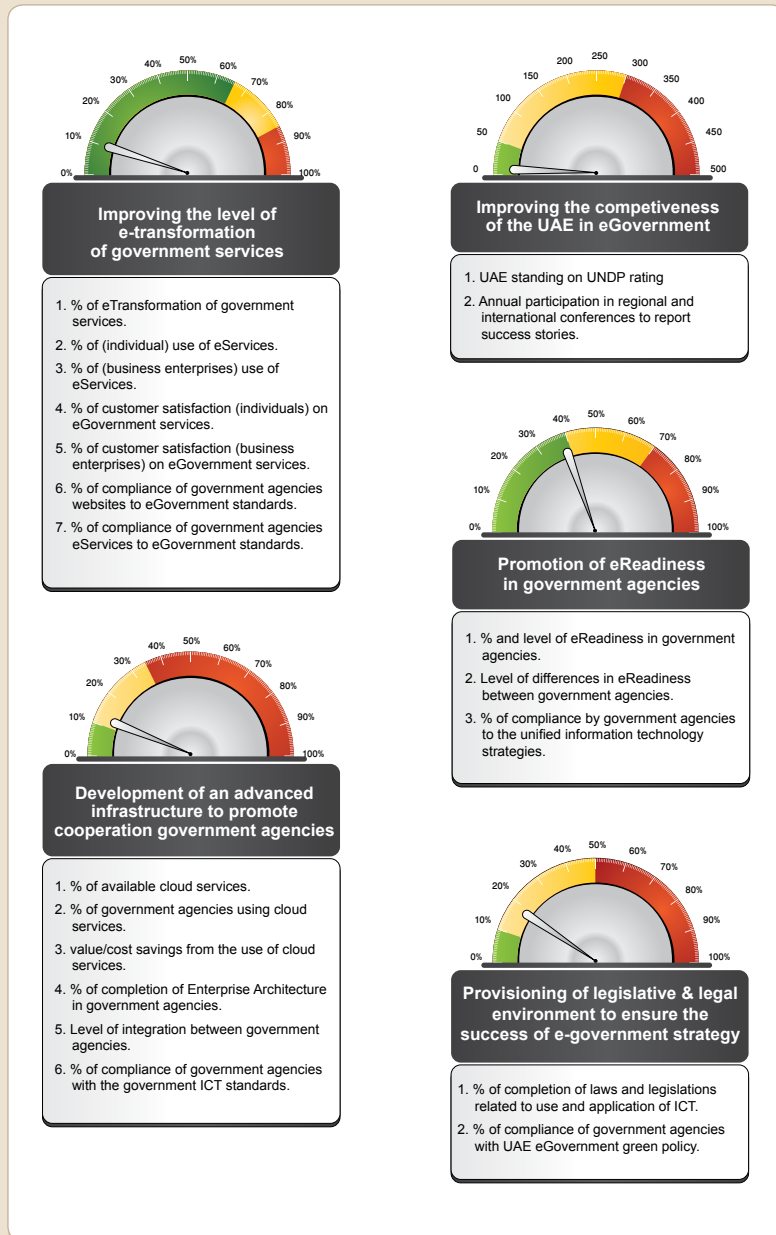 0%
10%
20%
30%
40%
50%
60%
70%
80%
90%
100%
Improving the level of
e-transformation
of government services
1. % of eTransformation of government
services.
2. % of (individual) use of eServices.
3. % of (business enterprises) use of
eServices.
4. % of customer satisfaction (individuals) on
eGovernment services.
5. % of customer satisfaction (business
enterprises) on eGovernment services.
6. % of compliance of government agencies
websites to eGovernment standards.
7. % of compliance of government agencies
eServices to eGovernment standards.
0%
10%
20%
30%
40%
50%
60%
70%
80%
90%
100%
Development of an advanced
infrastructure to promote
cooperation government agencies
1. % of available cloud services.
2. % of government agencies using cloud
services.
3. value/cost savings from the use of cloud
services.
4. % of completion of Enterprise Architecture
in government agencies.
5. Level of integration between government
agencies.
6. % of compliance of government agencies
with the government ICT standards.
0
50
100
150
200
250
300
350
400
450
500
Improving the competiveness
of the UAE in eGovernment
1. UAE standing on UNDP rating
2. Annual participation in regional and
international conferences to report
success stories.
0%
10%
20%
30%
40%
50%
60%
70%
80%
90%
100%
Promotion of eReadiness
in government agencies
1. % and level of eReadiness in government
agencies.
2. Level of differences in eReadiness
between government agencies.
3. % of compliance by government agencies
to the unified information technology
strategies.
0%
10%
20%
30%
40%
50%
60%
70%
80%
90%
100%
Provisioning of legislative & legal
environment to ensure the
success of e-government strategy
1. % of completion of laws and legislations
related to use and application of ICT.
2. % of compliance of government agencies
with UAE eGovernment green policy.